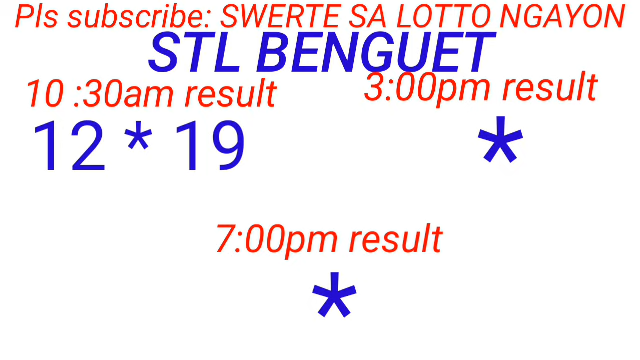 Pls subscribe: SWERTE SA LOTTO NGAYON
STL BENGUET
10 :30am result
3:00pm result
12 * 19
*
7:00pm result
*